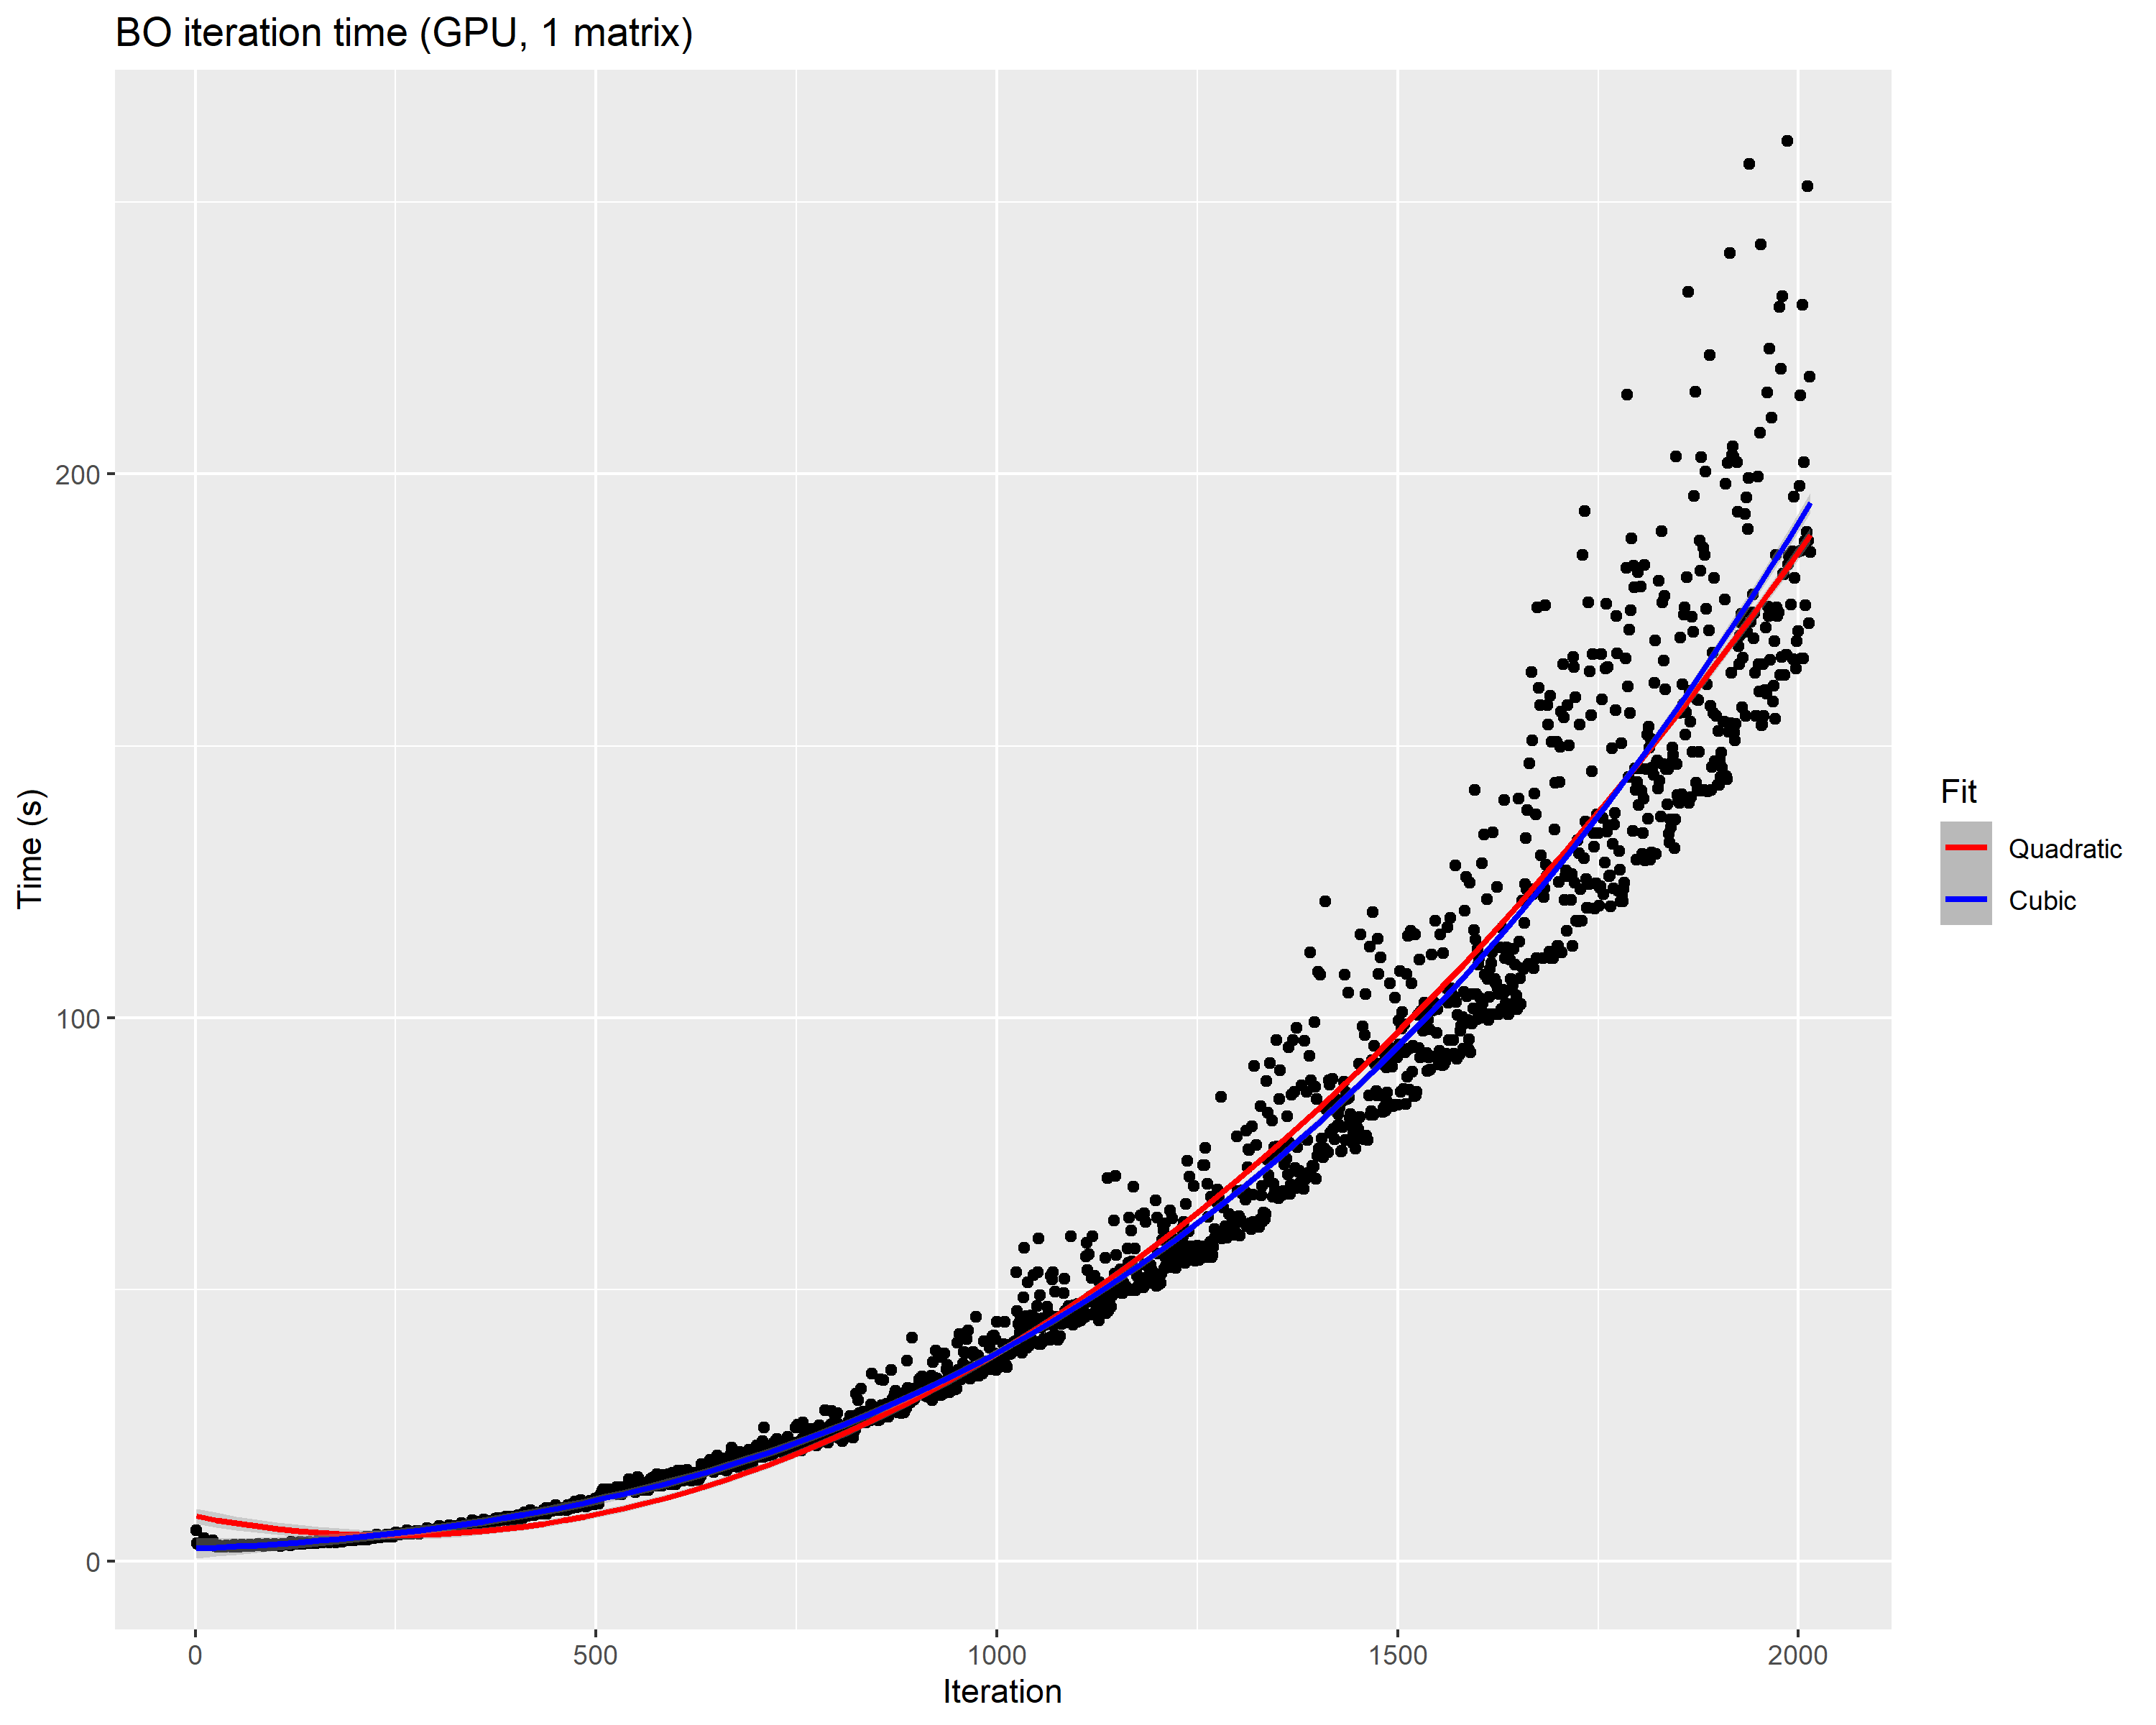 BO iteration time (GPU, 1 matrix)
200
100
0
Time (s)
0 500 1000 1500 2000
Iteration
Fit
Quadratic
Cubic